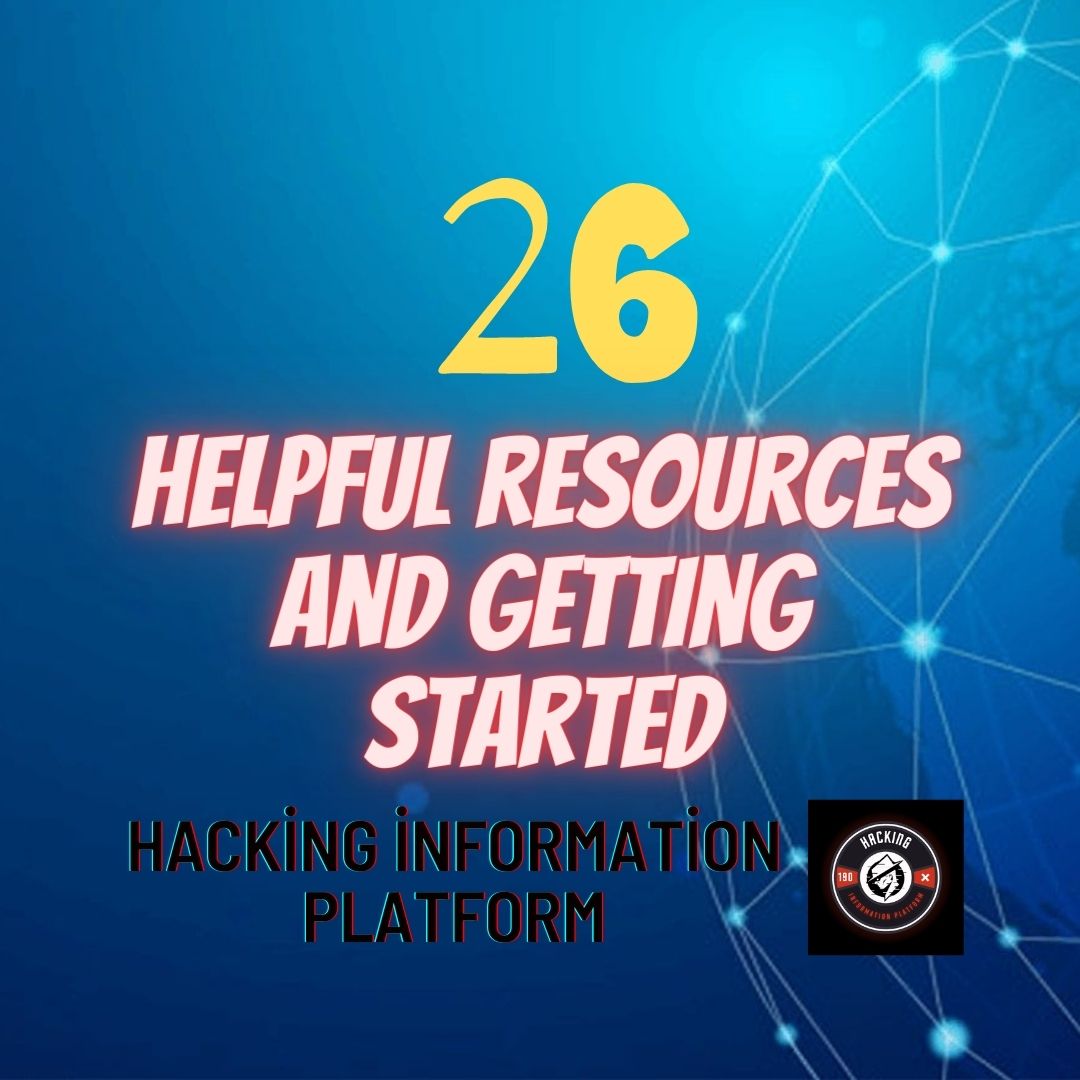 26
HELPFUL RESOURCES
AND GETTING
STARTED
HACKİNG İNFORMATİON
PLATFORM
HACKING
190 X
INFORMATION PLATFORM